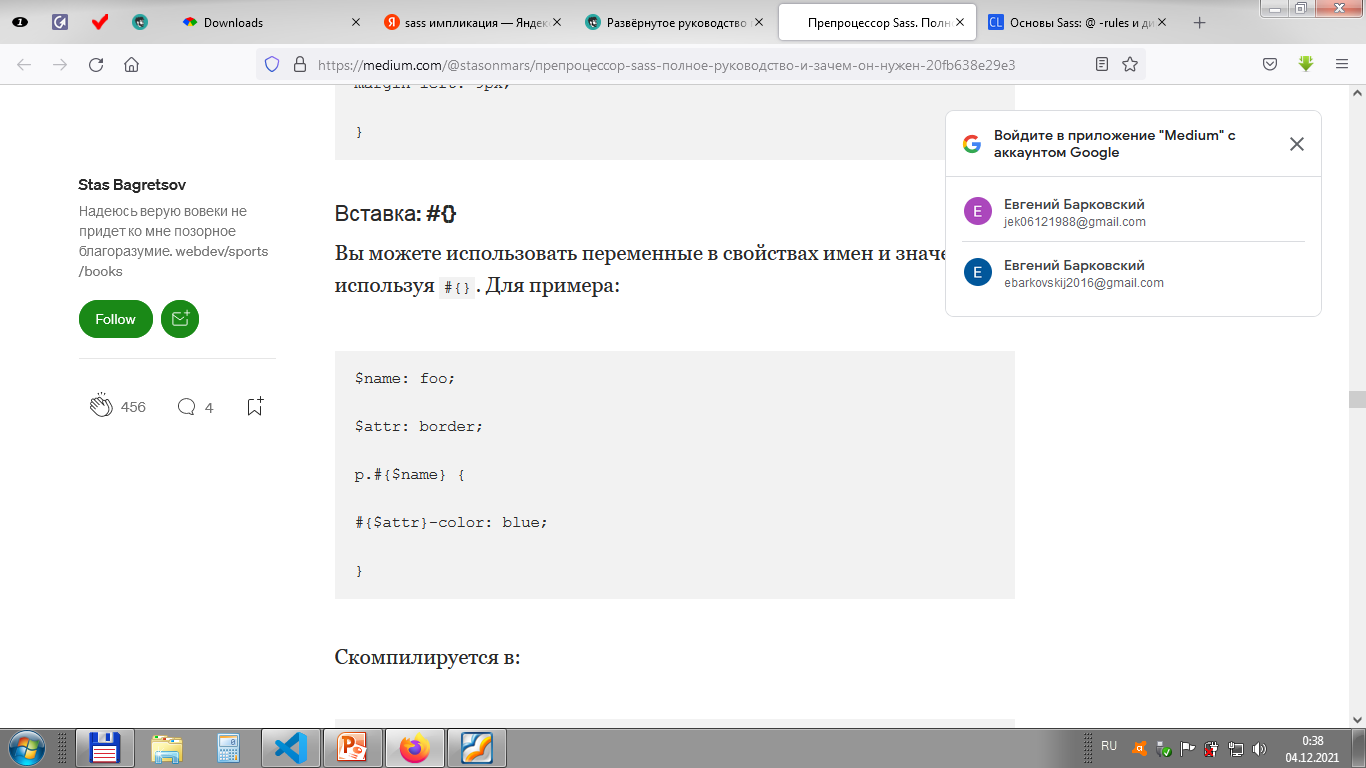 Downloads
sass импликация — Яндек
Развёрнутое руководство
Препроцессор Sass. Полн
Основы Sass: @ -rules и ди
https://medium.com/@stasonmars/препроцессор-sass-полное-руководство-и-зачем-он-нужен-20fb638e29e3
margin-left: 9px;
}
Войдите в приложение "Medium" с
аккаунтом Google
Евгений Барковский
jek06121988@gmail.com
Евгений Барковский
ebarkovskij2016@gmail.com
Stas Bagretsov
Надеюсь верую вовеки не
придет ко мне позорное
благоразумие. webdev/sports
/books
Follow
456
4
Вставка: #{}
Вы можете использовать переменные в свойствах имен и значе
используя #{} . Для примера:
$name: foo;
$attr: border;
p.#{$name} {
#{$attr}-color: blue;
}
Скомпилируется в:
RU
0:38
04.12.2021